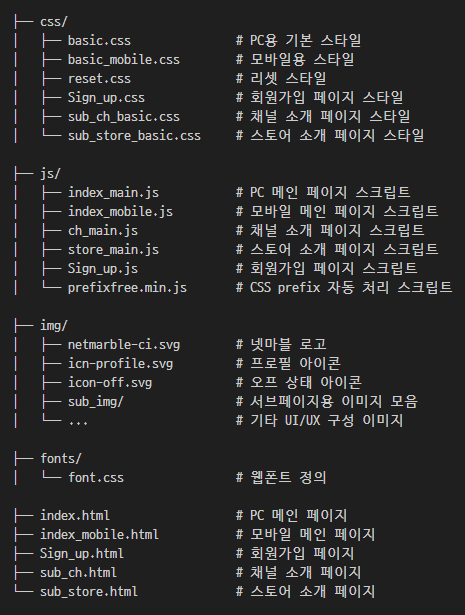 ├── css/
│   ├── basic.css               # PC용 기본 스타일
│   ├── basic_mobile.css        # 모바일용 스타일
│   ├── reset.css               # 리셋 스타일
│   ├── Sign_up.css             # 회원가입 페이지 스타일
│   ├── sub_ch_basic.css        # 채널 소개 페이지 스타일
│   └── sub_store_basic.css     # 스토어 소개 페이지 스타일

├── js/
│   ├── index_main.js           # PC 메인 페이지 스크립트
│   ├── index_mobile.js         # 모바일 메인 페이지 스크립트
│   ├── ch_main.js              # 채널 소개 페이지 스크립트
│   ├── store_main.js           # 스토어 소개 페이지 스크립트
│   ├── Sign_up.js              # 회원가입 페이지 스크립트
│   └── prefixfree.min.js       # CSS prefix 자동 처리 스크립트

├── img/
│   ├── netmarble-ci.svg        # 넷마블 로고
│   ├── icn-profile.svg         # 프로필 아이콘
│   ├── icon-off.svg            # 오프 상태 아이콘
│   ├── sub_img/                # 서브페이지용 이미지 모음
│   └── ...                     # 기타 UI/UX 구성 이미지

├── fonts/
│   └── font.css                # 웹폰트 정의

├── index.html                  # PC 메인 페이지
├── index_mobile.html           # 모바일 메인 페이지
├── Sign_up.html                # 회원가입 페이지
├── sub_ch.html                 # 채널 소개 페이지
└── sub_store.html              # 스토어 소개 페이지